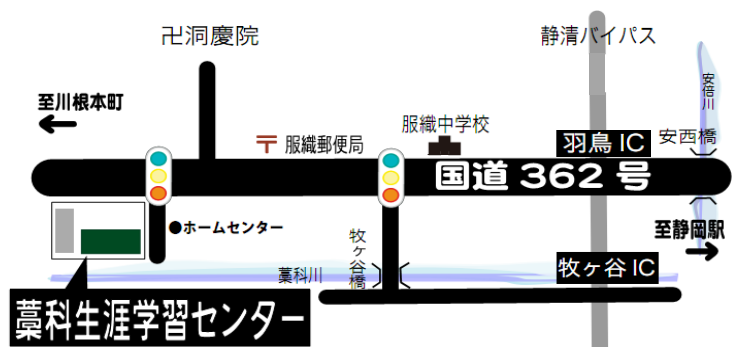 卍洞慶院
静清バイパス
至川根本町
安倍川
〒 服織郵便局
服織中学校
羽鳥 IC
安西橋
国道 362 号
●ホームセンター
牧ヶ谷橋
至静岡駅
藁科川
牧ヶ谷 IC
藁科生涯学習センター